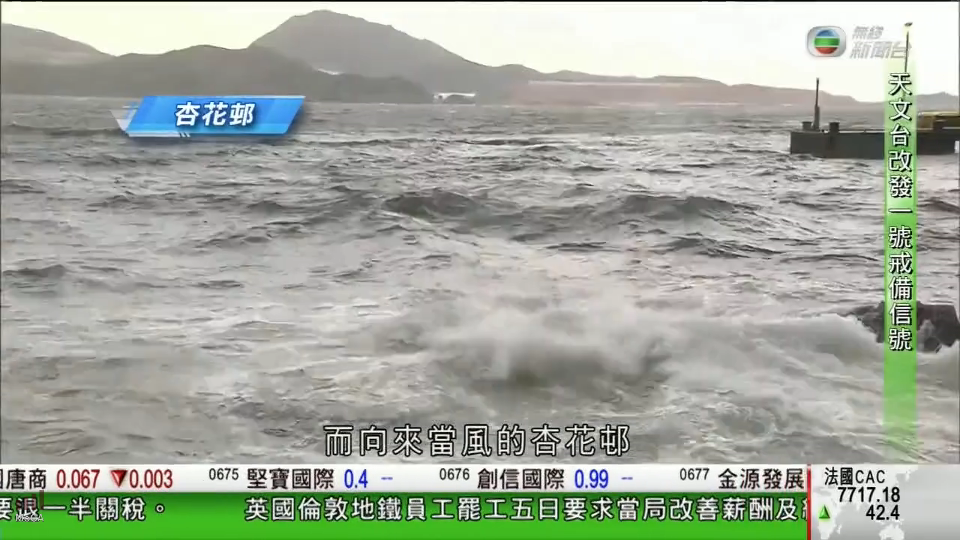 無綫
新聞台
杏花邨
天文台改發一號戒備信號
而向來當風的杏花邨
唐商 0.067 ▼0.003 0675 堅寶國際 0.4 -- 0676 創信國際 0.99 -- 0677 金源發展
法國CAC
7717.18
▲ 42.4
要退一半關稅。 英國倫敦地鐵員工罷工五日要求當局改善薪酬及